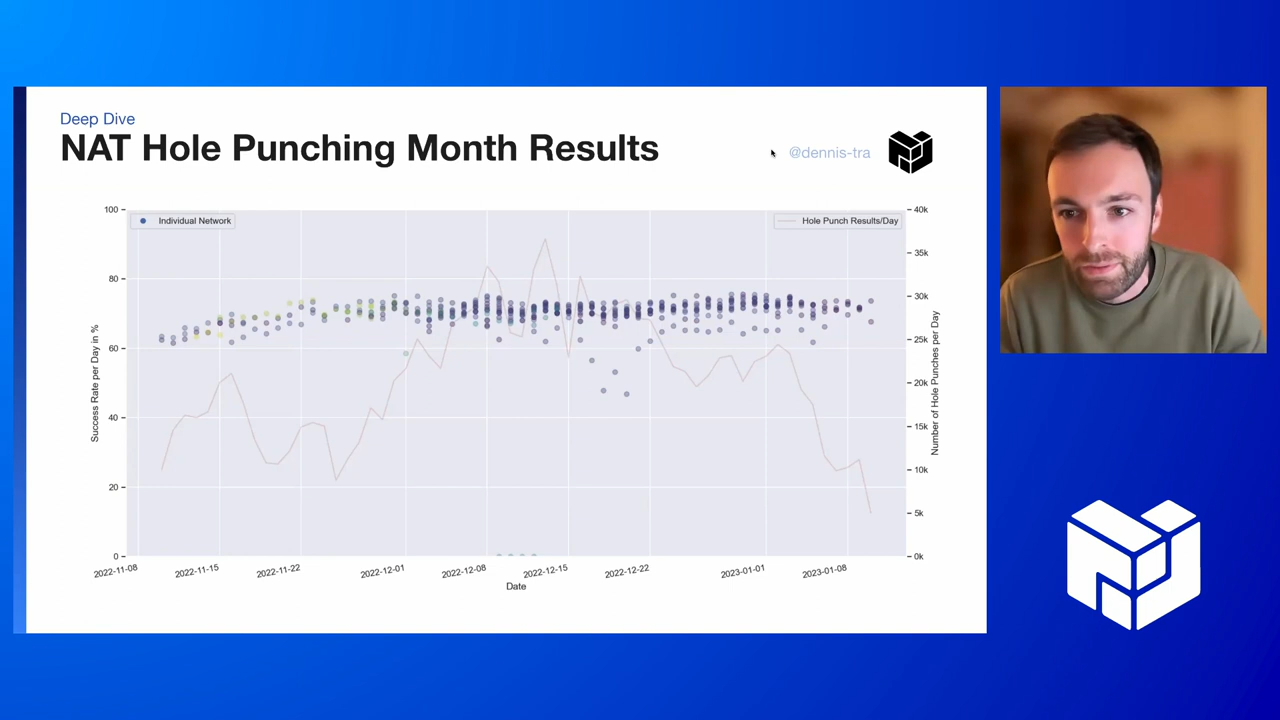 Deep Dive
NAT Hole Punching Month Results
@dennis-tra
Individual Network
Hole Punch Results/Day
100
80
60
40
20
0
Success Rate per Day in %
40k
35k
30k
25k
20k
15k
10k
5k
0k
Number of Hole Punches per Day
2022-11-08
2022-11-15
2022-11-22
2022-12-01
2022-12-08
2022-12-15
2022-12-22
2023-01-01
2023-01-08
Date